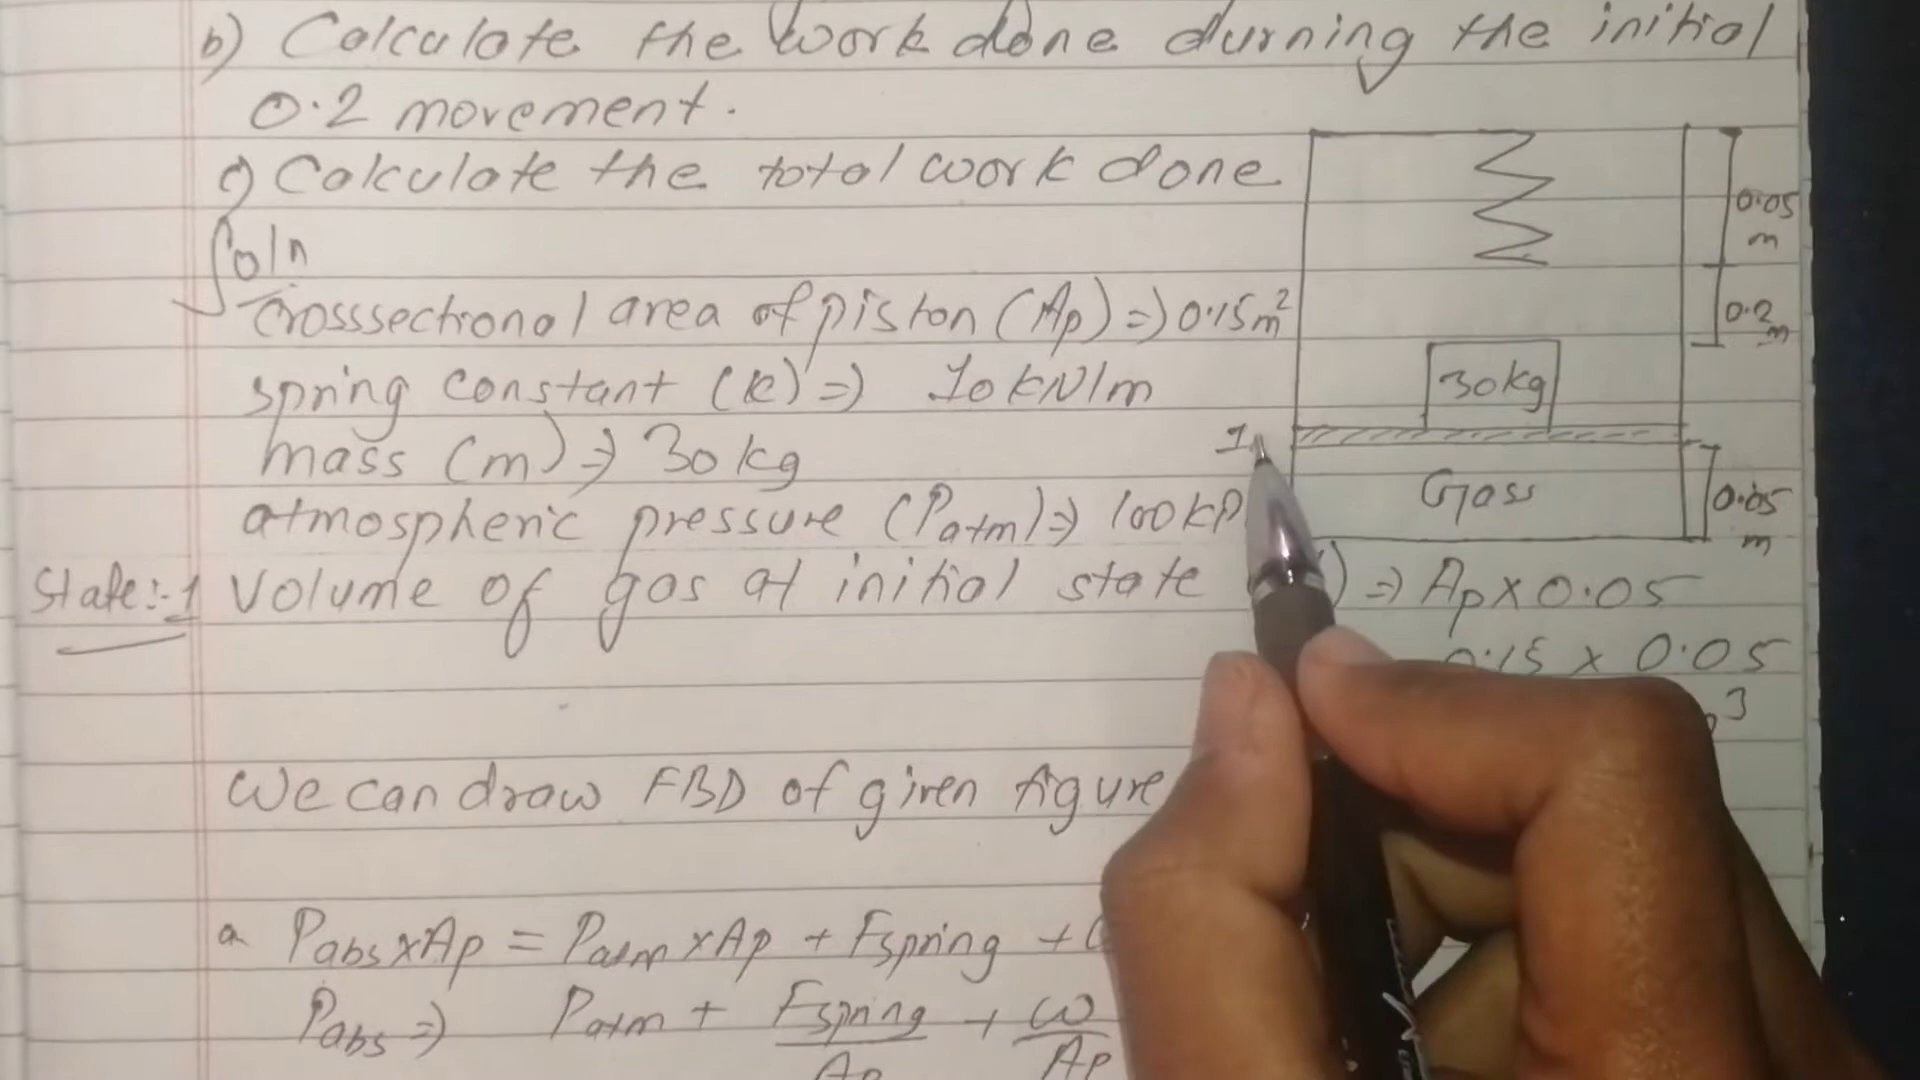 b) Calculate the work done durning the initial
0.2 movement.
c) Calculate the total work done
Soln
Crosssectional area of piston (Ap) => 0.15m²
spring constant (k) => 10kN/m
mass (m) => 30kg
atmospheric pressure (Patm) => 100kP
State:-1 Volume of gas at initial state ) => Ap x 0.05
0.15 x 0.05
3
We can draw FBD of given figure
a Pabs x Ap = Patm x Ap + Fspring +
Pabs => Patm + Fspring/Ap + w/Ap
0.05
m
0.2
m
30kg
1
Gass
0.05
m